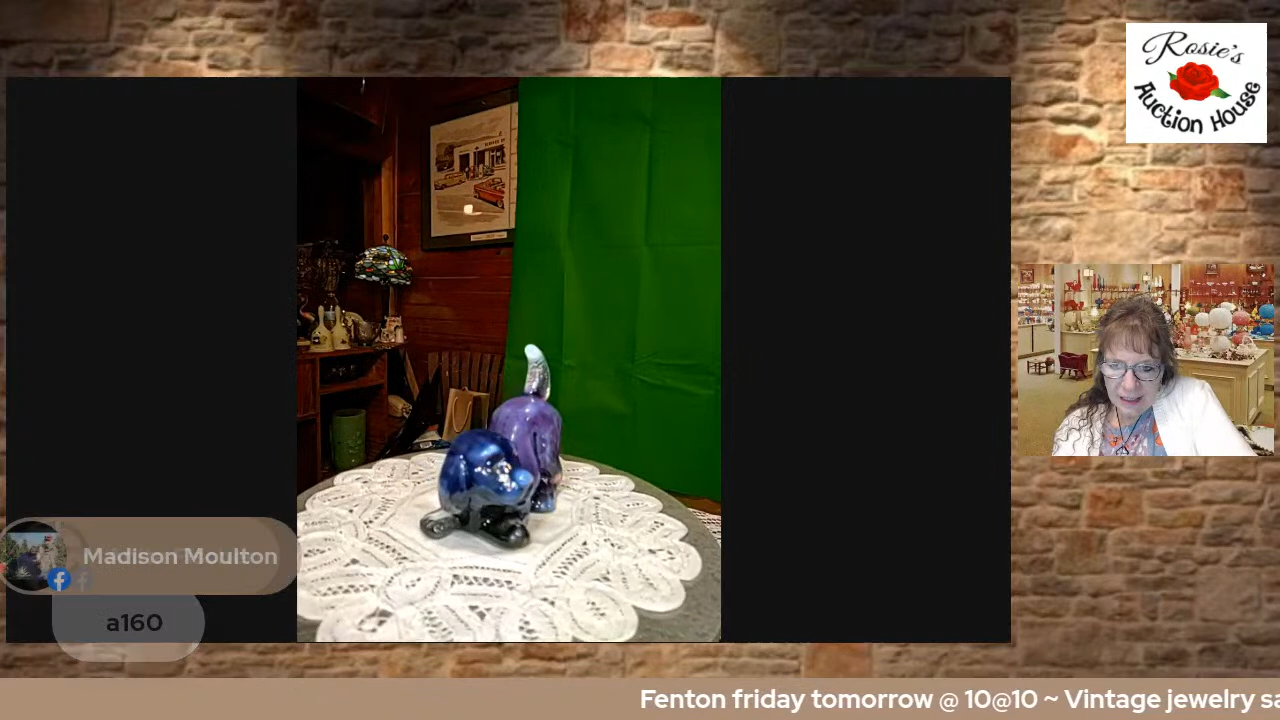 Rosie's
Auction House
Madison Moulton
a160
Fenton friday tomorrow @ 10@10 ~ Vintage jewelry sa